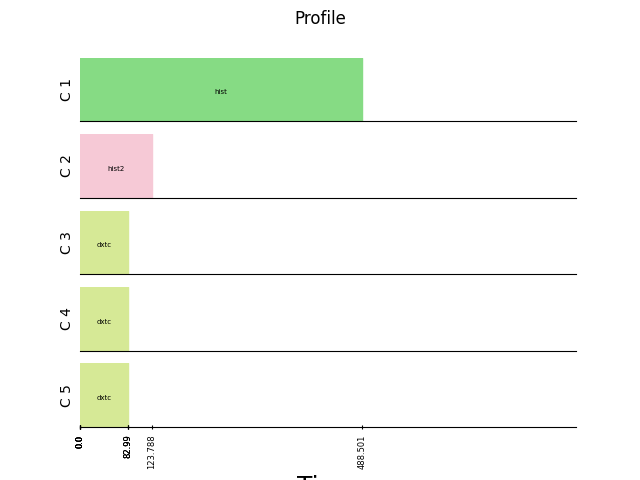 Profile
C 1
hist
C 2
hist2
C 3
dxtc
C 4
dxtc
C 5
dxtc
0.0
82.99
123.788
488.501